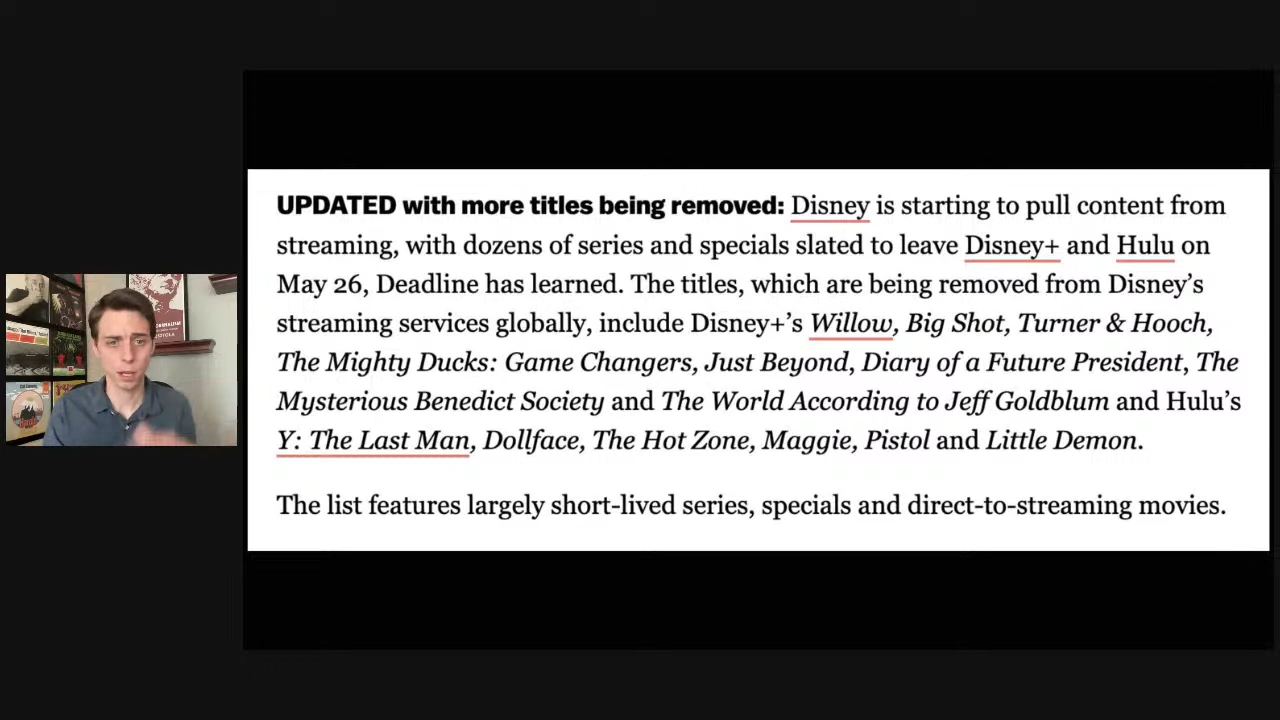 UPDATED with more titles being removed: Disney is starting to pull content from
streaming, with dozens of series and specials slated to leave Disney+ and Hulu on
May 26, Deadline has learned. The titles, which are being removed from Disney’s
streaming services globally, include Disney+’s Willow, Big Shot, Turner & Hooch,
The Mighty Ducks: Game Changers, Just Beyond, Diary of a Future President, The
Mysterious Benedict Society and The World According to Jeff Goldblum and Hulu’s
Y: The Last Man, Dollface, The Hot Zone, Maggie, Pistol and Little Demon.
The list features largely short-lived series, specials and direct-to-streaming movies.